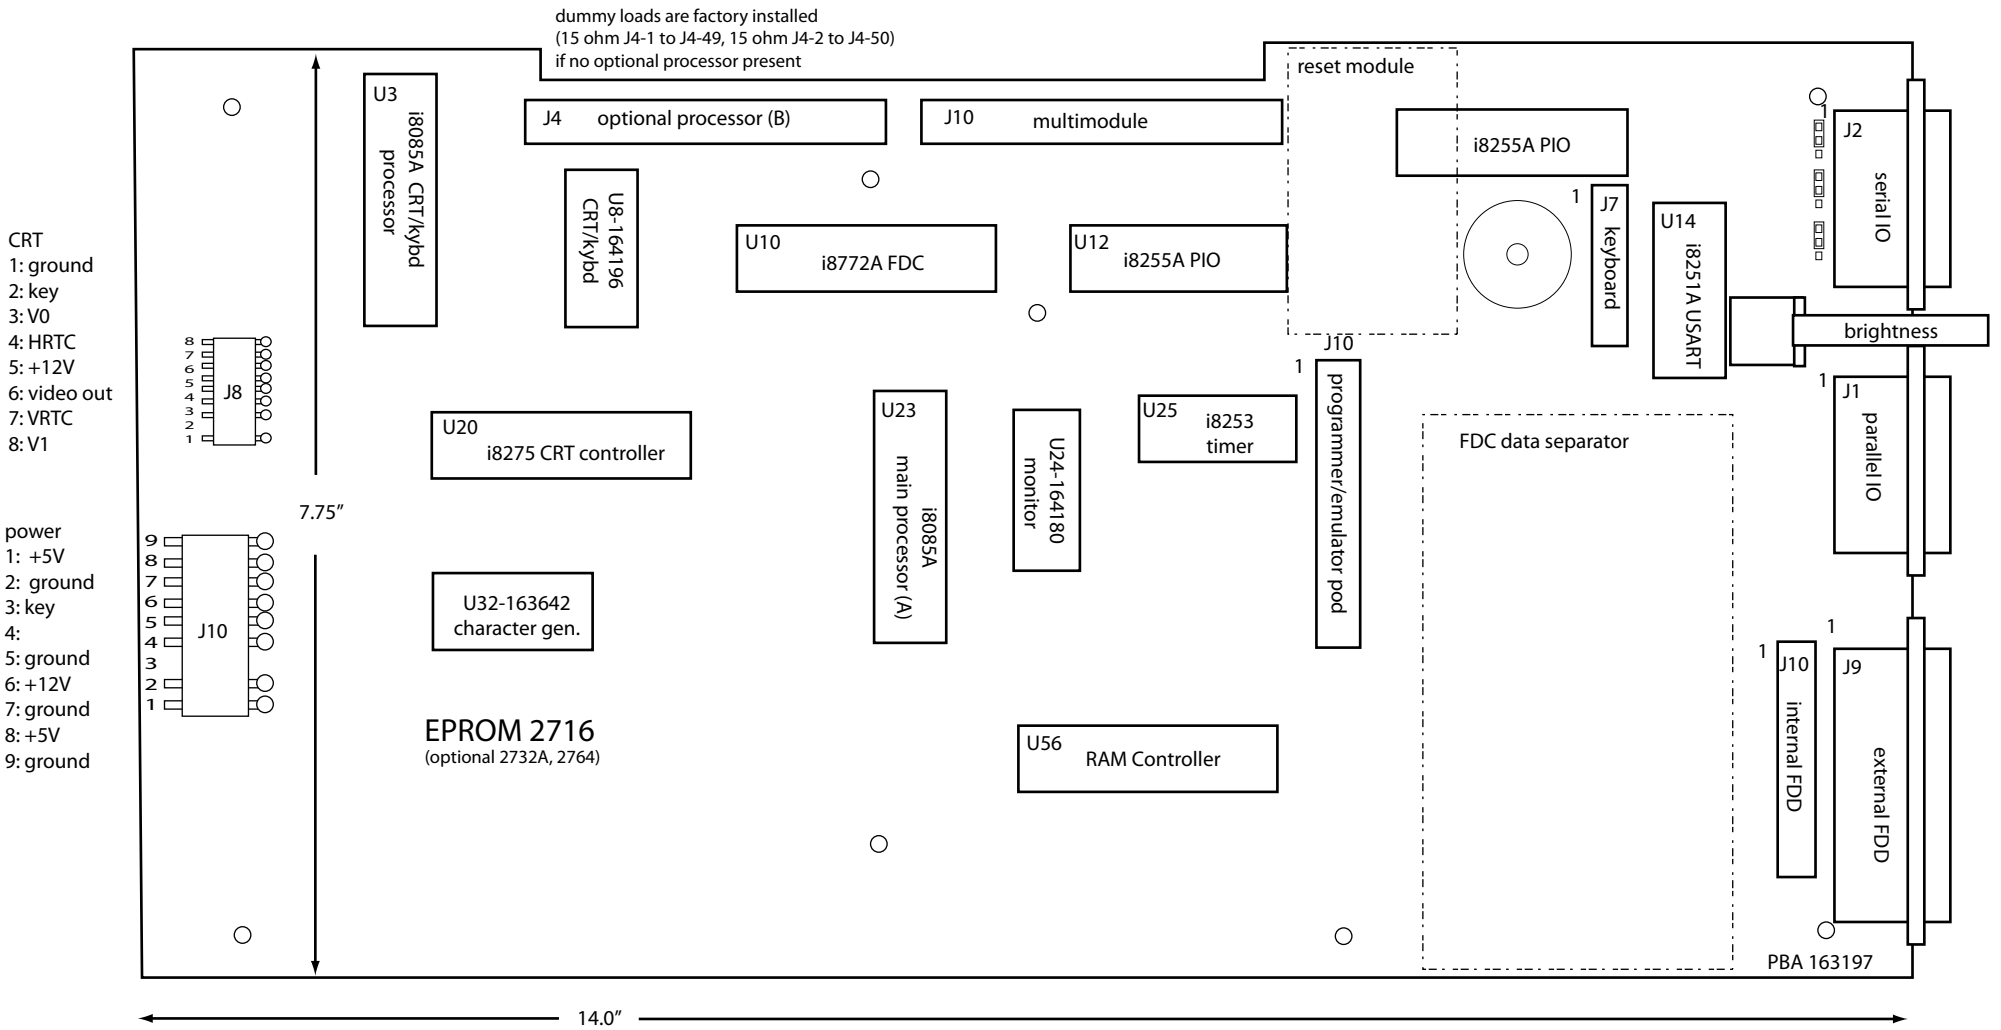 dummy loads are factory installed
(15 ohm J4-1 to J4-49, 15 ohm J4-2 to J4-50)
if no optional processor present
reset module
U3
i8085A CRT/kybd
processor
J4 optional processor (B)
J10 multimodule
i8255A PIO
1
J2
serial IO
U8-164196
CRT/kybd
U10
i8772A FDC
U12
i8255A PIO
1
J7
keyboard
U14
i8251A USART
brightness
CRT
1: ground
2: key
3: V0
4: HRTC
5: +12V
6: video out
7: VRTC
8: V1
8
7
6
5
4
3
2
1
J8
7.75"
U20
i8275 CRT controller
U23
i8085A
main processor (A)
U24-164180
monitor
U25
i8253
timer
J10
1
programmer/emulator pod
FDC data separator
1
J1
parallel IO
power
1: +5V
2: ground
3: key
4:
5: ground
6: +12V
7: ground
8: +5V
9: ground
9
8
7
6
5
4
3
2
1
J10
U32-163642
character gen.
EPROM 2716
(optional 2732A, 2764)
U56
RAM Controller
1
J10
internal FDD
1
J9
external FDD
PBA 163197
14.0"